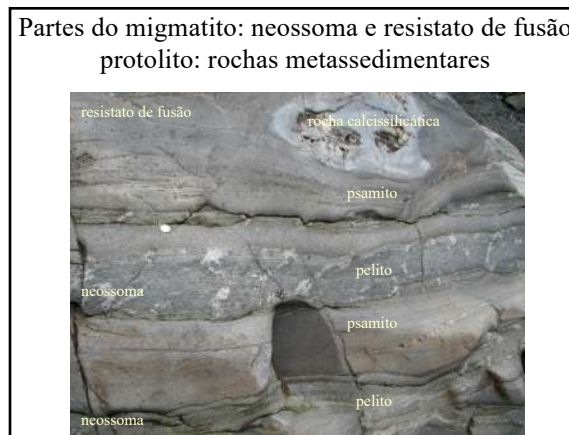 Partes do migmatito: neossoma e resistato de fusão
protolito: rochas metassedimentares
resistato de fusão
rocha calcissilicática
psamito
pelito
neossoma
psamito
pelito
neossoma